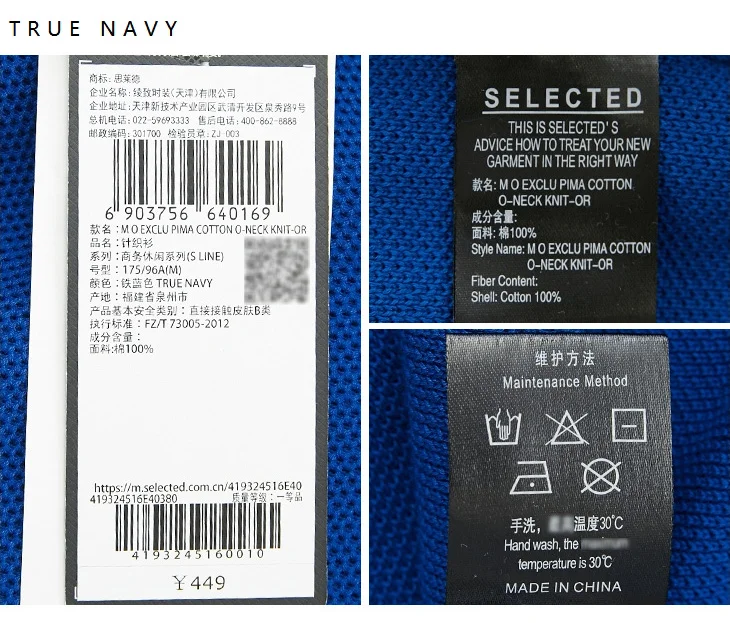 TRUE NAVY
商标: 思莱德
企业名称: 绫致时装(天津)有限公司
企业地址: 天津新技术产业园区武清开发区泉秀路9号
总机电话: 022-59693333 售后电话: 400-862-8888
邮政编码: 301700 检验员章: ZJ-003
6 903756 640169
款名: M O EXCLU PIMA COTTON O-NECK KNIT-OR
品名: 针织衫
系列: 商务休闲系列(S LINE)
号型: 175/96A(M)
颜色: 铁蓝色 TRUE NAVY
产地: 福建省泉州市
产品基本安全类别: 直接接触皮肤B类
执行标准: FZ/T 73005-2012
成分含量:
面料:棉100%
https://m.selected.com.cn/419324516E40
419324516E40380 质量等级: 一等品
4193245160010
¥449
SELECTED
THIS IS SELECTED'S
ADVICE HOW TO TREAT YOUR NEW
GARMENT IN THE RIGHT WAY
款名: M O EXCLU PIMA COTTON
O-NECK KNIT-OR
成分含量:
面料: 棉100%
Style Name: M O EXCLU PIMA COTTON
O-NECK KNIT-OR
Fiber Content:
Shell: Cotton 100%
维护方法
Maintenance Method
手洗, 温度30℃
Hand wash, the
temperature is 30℃
MADE IN CHINA